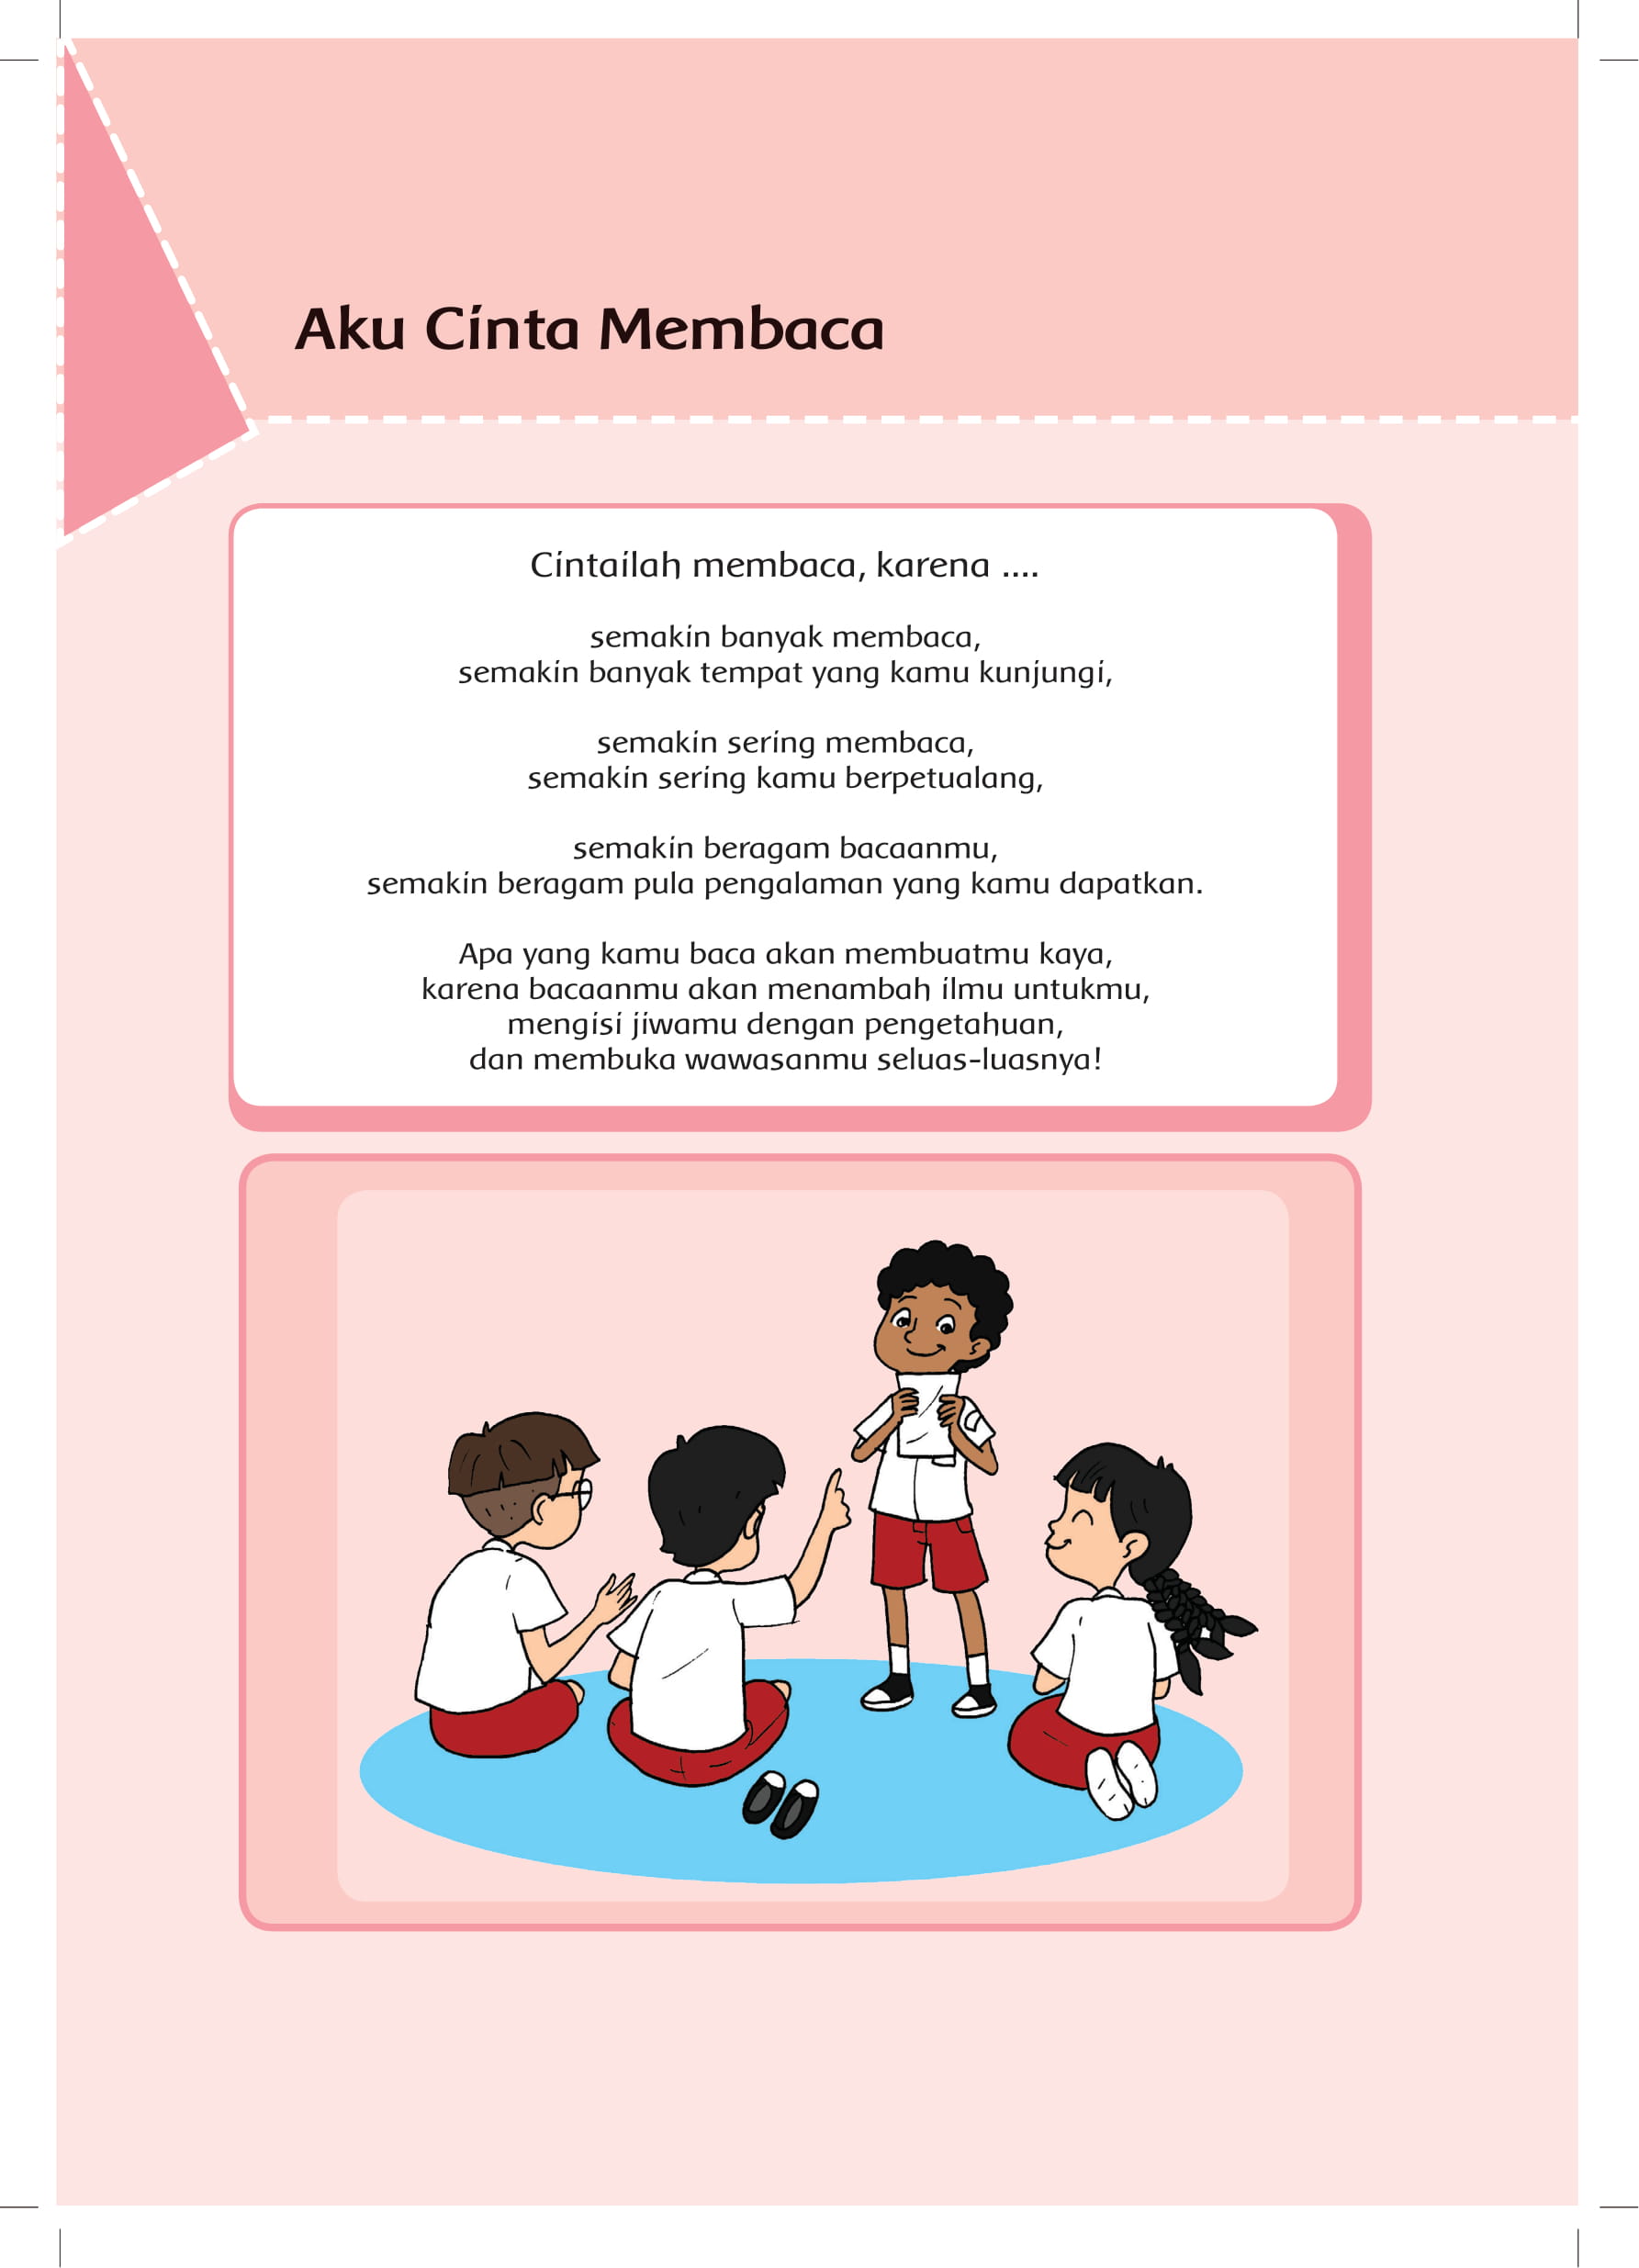 Aku Cinta Membaca
Cintailah membaca, karena ....
semakin banyak membaca,
semakin banyak tempat yang kamu kunjungi,
semakin sering membaca,
semakin sering kamu berpetualang,
semakin beragam bacaanmu,
semakin beragam pula pengalaman yang kamu dapatkan.
Apa yang kamu baca akan membuatmu kaya,
karena bacaanmu akan menambah ilmu untukmu,
mengisi jiwamu dengan pengetahuan,
dan membuka wawasanmu seluas-luasnya!